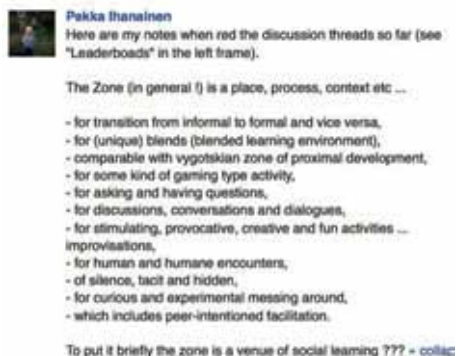 Pekka Ihanainen
Here are my notes when red the discussion threads so far (see
"Leaderboads" in the left frame).
The Zone (in general !) is a place, process, context etc ...
- for transition from informal to formal and vice versa,
- for (unique) blends (blended learning environment),
- comparable with vygotskian zone of proximal development,
- for some kind of gaming type activity,
- for asking and having questions,
- for discussions, conversations and dialogues,
- for stimulating, provocative, creative and fun activities ...
improvisations,
- for human and humane encounters,
- of silence, tacit and hidden,
- for curious and experimental messing around,
- which includes peer-intentioned facilitation.
To put it briefly the zone is a venue of social learning ??? - collap